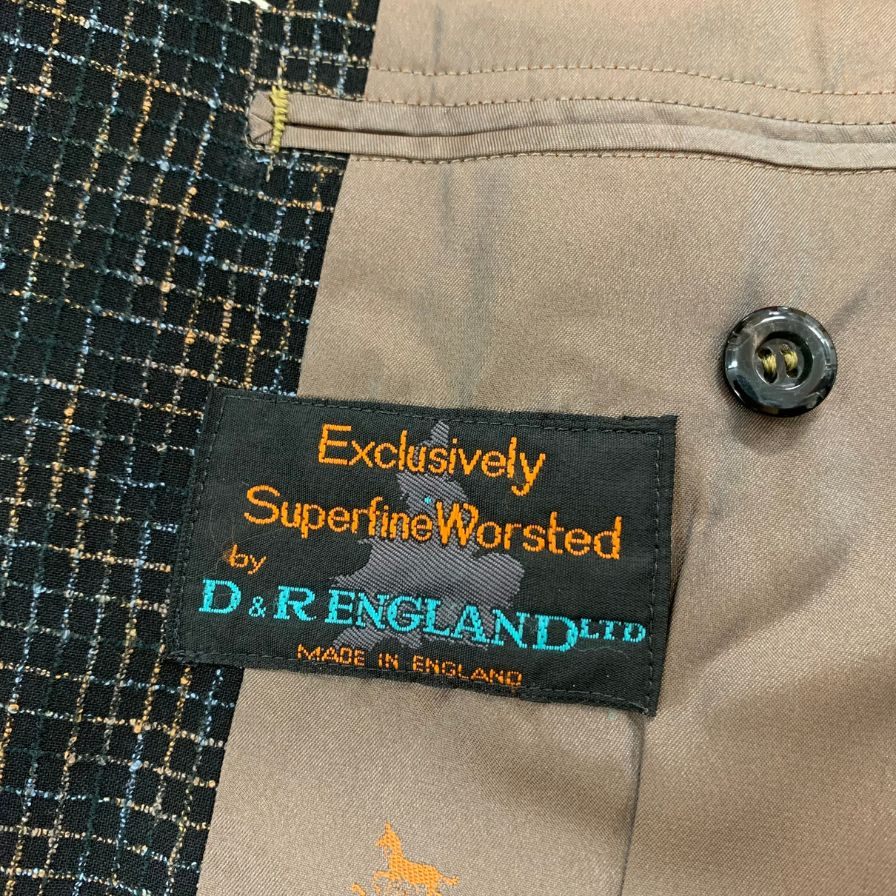 Exclusively
Superfine Worsted
by
D & R ENGLAND LTD
MADE IN ENGLAND